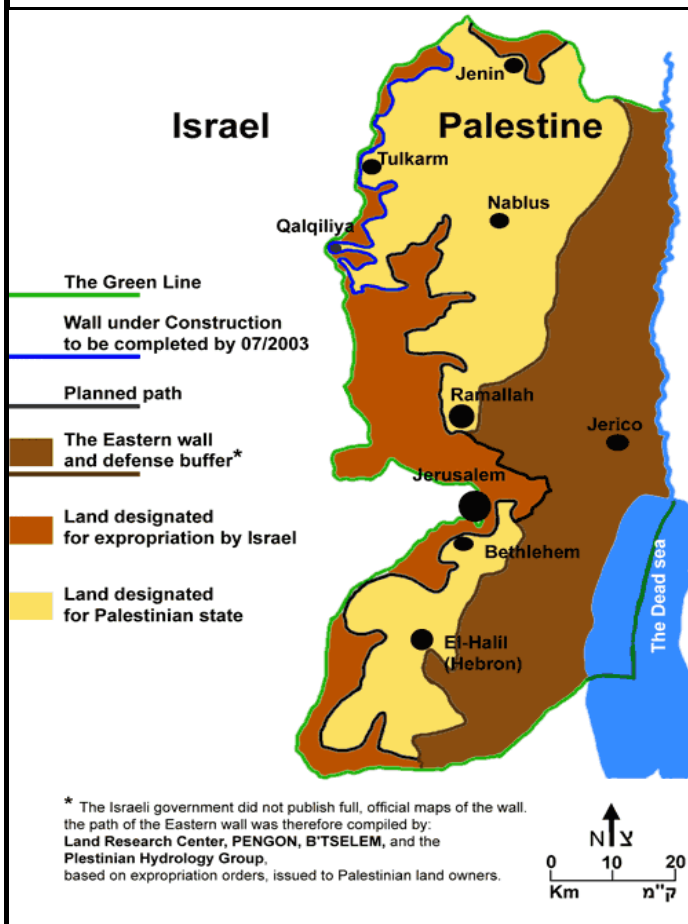 Israel
Palestine
Jenin
Tulkarm
Nablus
Qalqiliya
Ramallah
Jerico
Jerusalem
Bethlehem
El-Halil
(Hebron)
The Dead sea
The Green Line
Wall under Construction
to be completed by 07/2003
Planned path
The Eastern wall
and defense buffer*
Land designated
for expropriation by Israel
Land designated
for Palestinian state
* The Israeli government did not publish full, official maps of the wall.
the path of the Eastern wall was therefore compiled by:
Land Research Center, PENGON, B'TSELEM, and the
Plestinian Hydrology Group,
based on expropriation orders, issued to Palestinian land owners.
N צ
0 10 20
Km ק"מ